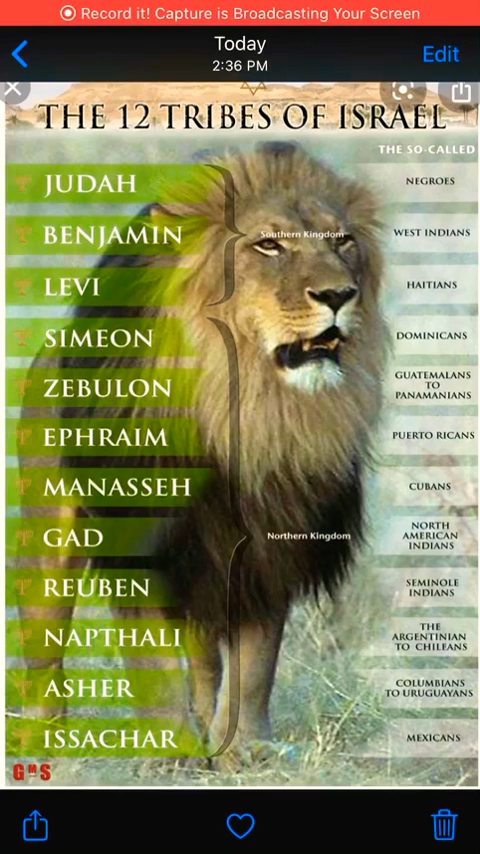 Record it! Capture is Broadcasting Your Screen
Today
2:36 PM
Edit
THE 12 TRIBES OF ISRAEL
THE SO-CALLED
JUDAH
NEGROES
BENJAMIN
Southern Kingdom
WEST INDIANS
LEVI
HAITIANS
SIMEON
DOMINICANS
ZEBULON
GUATEMALANS
TO
PANAMANIANS
EPHRAIM
PUERTO RICANS
MANASSEH
CUBANS
GAD
Northern Kingdom
NORTH
AMERICAN
INDIANS
REUBEN
SEMINOLE
INDIANS
NAPTHALI
THE
ARGENTINIAN
TO CHILEANS
ASHER
COLUMBIANS
TO URUGUAYANS
ISSACHAR
MEXICANS
GMS